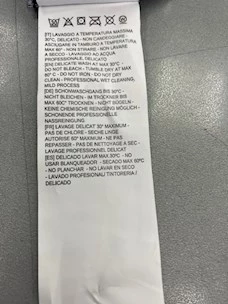 [IT] LAVAGGIO A TEMPERATURA MASSIMA
30°C, DELICATO - NON CANDEGGIARE -
ASCIUGARE IN TAMBURO A TEMPERATURA
MAX 60° - NON STIRARE - NON LAVARE
A SECCO - LAVAGGIO AD ACQUA
PROFESSIONALE, DELICATO
[EN] DELICATE WASH AT MAX 30°C -
DO NOT BLEACH - TUMBLE DRY AT MAX
60°C - DO NOT IRON - DO NOT DRY
CLEAN - PROFESSIONAL WET CLEANING,
MILD PROCESS
[DE] SCHONWASCHGANG BIS 30°C -
NICHT BLEICHEN - IM TROCKNER BIS
MAX 60C° TROCKNEN - NICHT BÜGELN -
KEINE CHEMISCHE REINIGUNG MÖGLICH -
SCHONENDE PROFESSIONELLE
NASSREINIGUNG
[FR] LAVAGE DELICAT 30° MAXIMUM -
PAS DE CHLORE - SECHE LINGE
AUTORISE 60° MAXIMUM - NE PAS
REPASSER - PAS DE NETTOYAGE A SEC -
LAVAGE PROFESSIONNEL DELICAT
[ES] DELICADO LAVAR MAX 30ºC - NO
USAR BLANQUEADOR - SECADO MAX 60ºC
- NO PLANCHAR - NO LAVAR EN SECO
- LAVADO PROFESIONALI TINTORERIA /
DELICADO